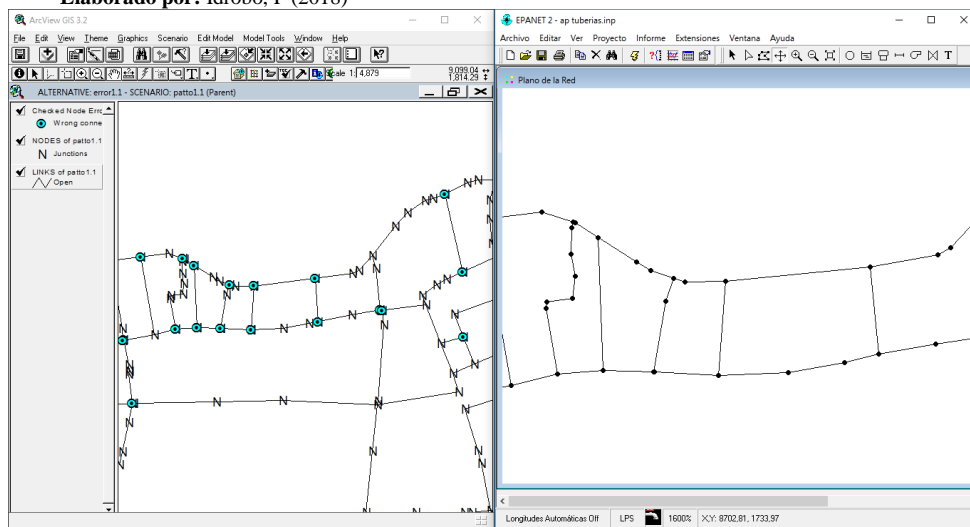 Elaborado por: Idrobo, P (2018)
ArcView GIS 3.2
File Edit View Theme Graphics Scenario Edit Model Model Tools Window Help
Scale 1: 4,879
9,099.04
1,814.29
ALTERNATIVE: error1.1 - SCENARIO: patto1.1 (Parent)
Checked Node Erro
Wrong conne
NODES of patto1.1
N Junctions
LINKS of patto1.1
Open
EPANET 2 - ap tuberias.inp
Archivo Editar Ver Proyecto Informe Extensiones Ventana Ayuda
Plano de la Red
Longitudes Automáticas Off LPS 1600% X,Y: 8702,81, 1733,97